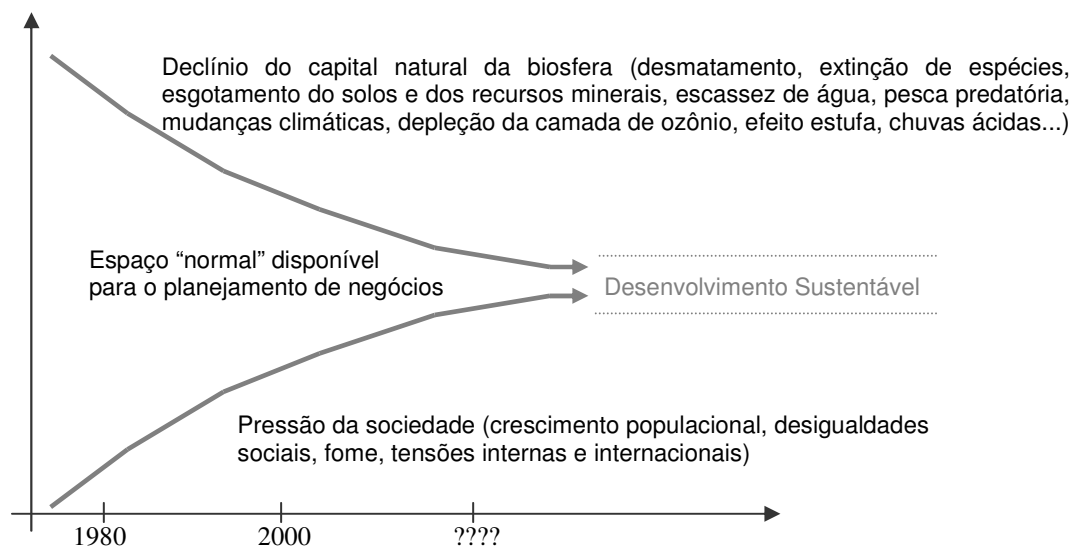 Declínio do capital natural da biosfera (desmatamento, extinção de espécies,
esgotamento do solos e dos recursos minerais, escassez de água, pesca predatória,
mudanças climáticas, depleção da camada de ozônio, efeito estufa, chuvas ácidas...)
Espaço “normal” disponível
para o planejamento de negócios
Desenvolvimento Sustentável
Pressão da sociedade (crescimento populacional, desigualdades
sociais, fome, tensões internas e internacionais)
1980 2000 ????